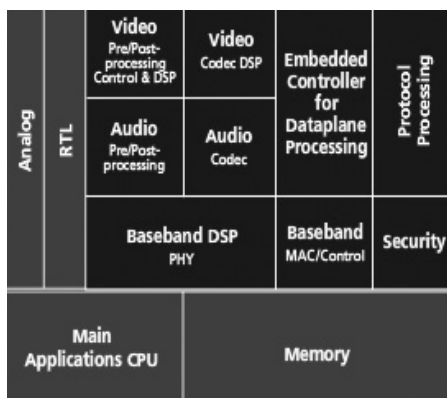 Analog
RTL
Video
Pre/Post-
processing
Control & DSP
Video
Codec DSP
Embedded
Controller
for
Dataplane
Processing
Protocol
Processing
Audio
Pre/Post-
processing
Audio
Codec
Baseband DSP
PHY
Baseband
MAC/Control
Security
Main
Applications CPU
Memory